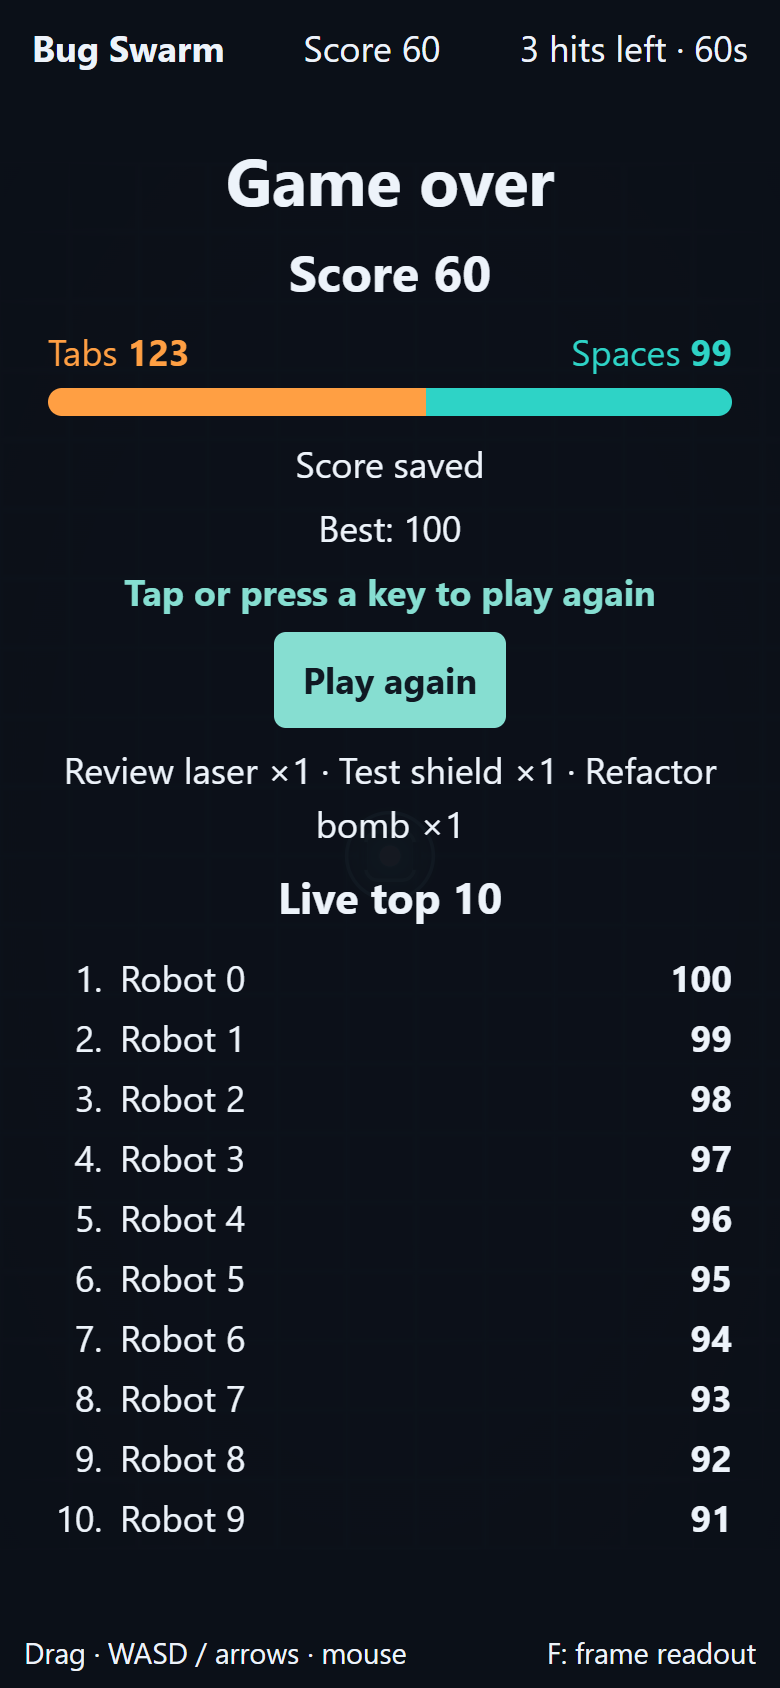 Bug Swarm Score 60 3 hits left · 60s
Game over
Score 60
Tabs 123 Spaces 99
Score saved
Best: 100
Tap or press a key to play again
Play again
Review laser ×1 · Test shield ×1 · Refactor
bomb ×1
Live top 10
1. Robot 0 100
2. Robot 1 99
3. Robot 2 98
4. Robot 3 97
5. Robot 4 96
6. Robot 5 95
7. Robot 6 94
8. Robot 7 93
9. Robot 8 92
10. Robot 9 91
Drag · WASD / arrows · mouse F: frame readout